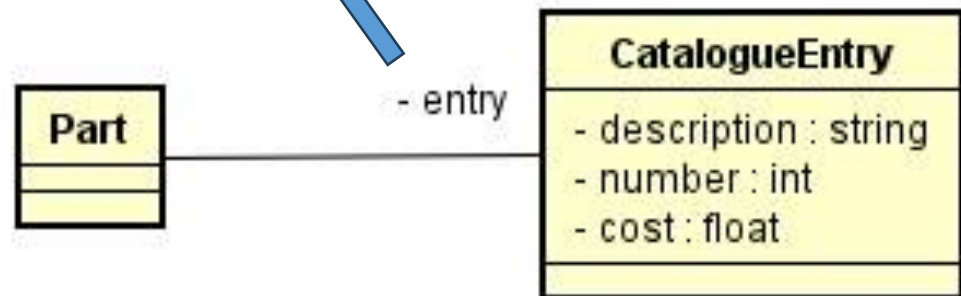 CatalogueEntry
- entry
Part
- description : string
- number : int
- cost : float